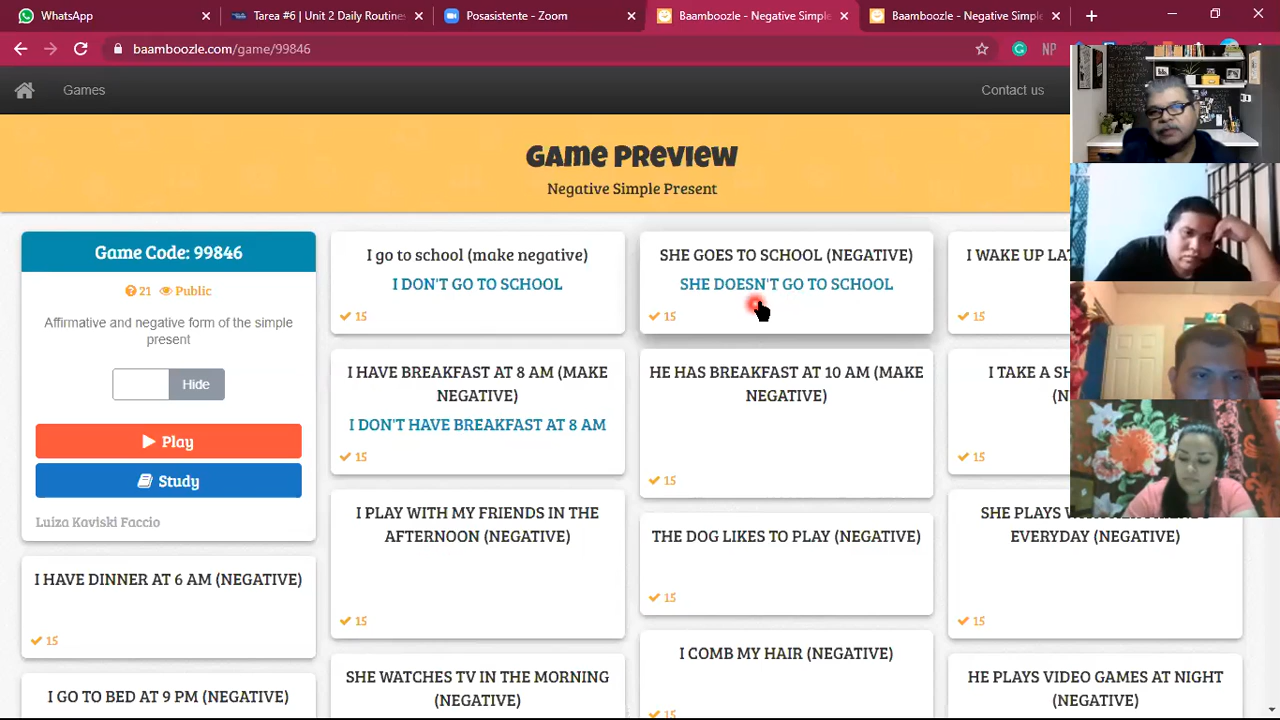 WhatsApp
Tarea #6 | Unit 2 Daily Routines
Posasistente - Zoom
Baamboozle - Negative Simple
Baamboozle - Negative Simple
baamboozle.com/game/99846
NP
Games
Contact us
Game Preview
Negative Simple Present
Game Code: 99846
21 Public
Affirmative and negative form of the simple
present
Hide
Play
Study
Luiza Kaviski Faccio
I go to school (make negative)
I DON'T GO TO SCHOOL
15
SHE GOES TO SCHOOL (NEGATIVE)
SHE DOESN'T GO TO SCHOOL
15
I WAKE UP
15
I HAVE BREAKFAST AT 8 AM (MAKE
NEGATIVE)
I DON'T HAVE BREAKFAST AT 8 AM
15
HE HAS BREAKFAST AT 10 AM (MAKE
NEGATIVE)
15
I TAKE A
15
I PLAY WITH MY FRIENDS IN THE
AFTERNOON (NEGATIVE)
15
THE DOG LIKES TO PLAY (NEGATIVE)
15
SHE PLAYS
EVERYDAY (NEGATIVE)
15
I HAVE DINNER AT 6 AM (NEGATIVE)
15
I GO TO BED AT 9 PM (NEGATIVE)
SHE WATCHES TV IN THE MORNING
(NEGATIVE)
I COMB MY HAIR (NEGATIVE)
15
HE PLAYS VIDEO GAMES AT NIGHT
(NEGATIVE)